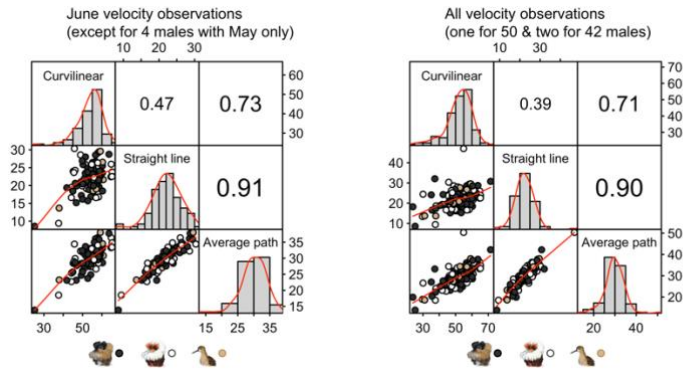 June velocity observations
(except for 4 males with May only)
10 20 30
Curvilinear
0.47
0.73
60
50
40
30
30
25
20
15
10
Straight line
0.91
Average path
35
30
25
20
15
30 50
15 25 35
All velocity observations
(one for 50 & two for 42 males)
10 20 30
Curvilinear
0.39
0.71
70
60
50
40
30
40
30
20
10
Straight line
0.90
Average path
50
40
30
20
20 30 40 50 60 70
20 40